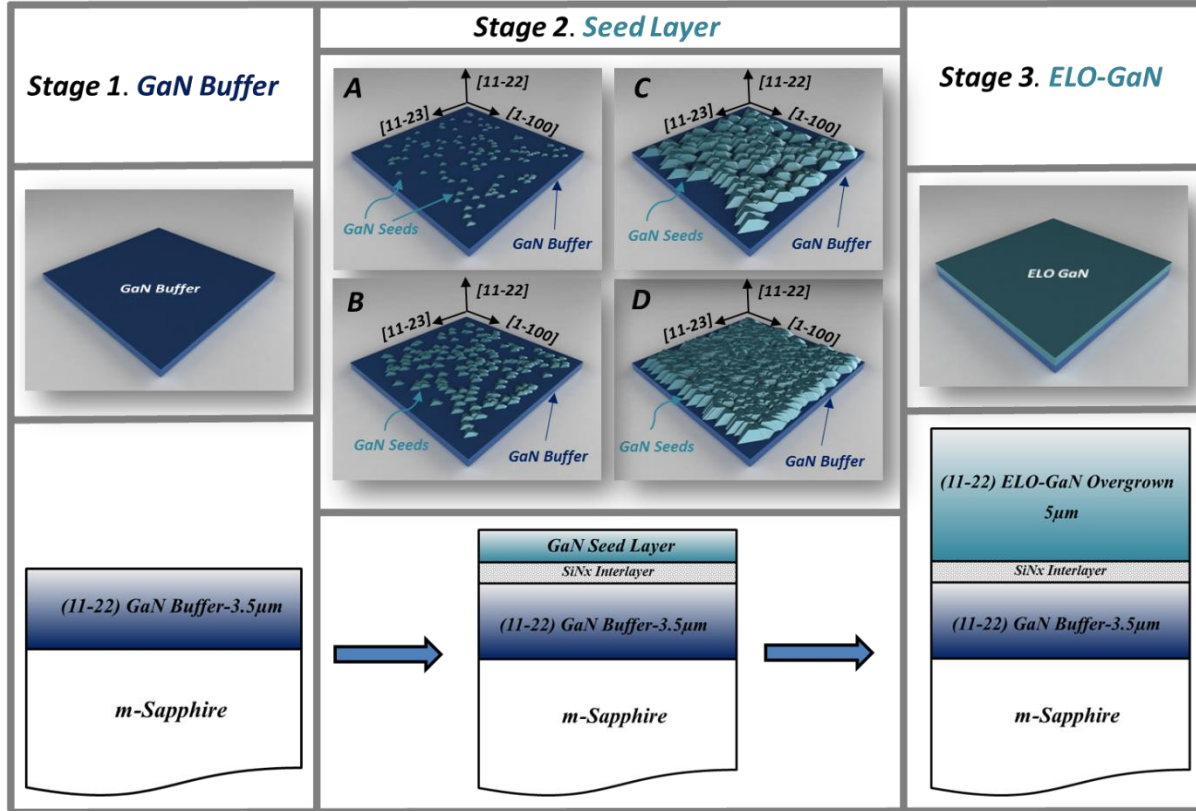 Stage 1. GaN Buffer
GaN Buffer
(11-22) GaN Buffer-3.5µm
m-Sapphire
Stage 2. Seed Layer
A
[11-22]
[11-23]
[1-100]
GaN Seeds
GaN Buffer
C
[11-22]
[11-23]
[1-100]
GaN Seeds
GaN Buffer
B
[11-22]
[11-23]
[1-100]
GaN Seeds
GaN Buffer
D
[11-22]
[11-23]
[1-100]
GaN Seeds
GaN Buffer
GaN Seed Layer
SiNx Interlayer
(11-22) GaN Buffer-3.5µm
m-Sapphire
Stage 3. ELO-GaN
ELO GaN
(11-22) ELO-GaN Overgrown
5µm
SiNx Interlayer
(11-22) GaN Buffer-3.5µm
m-Sapphire